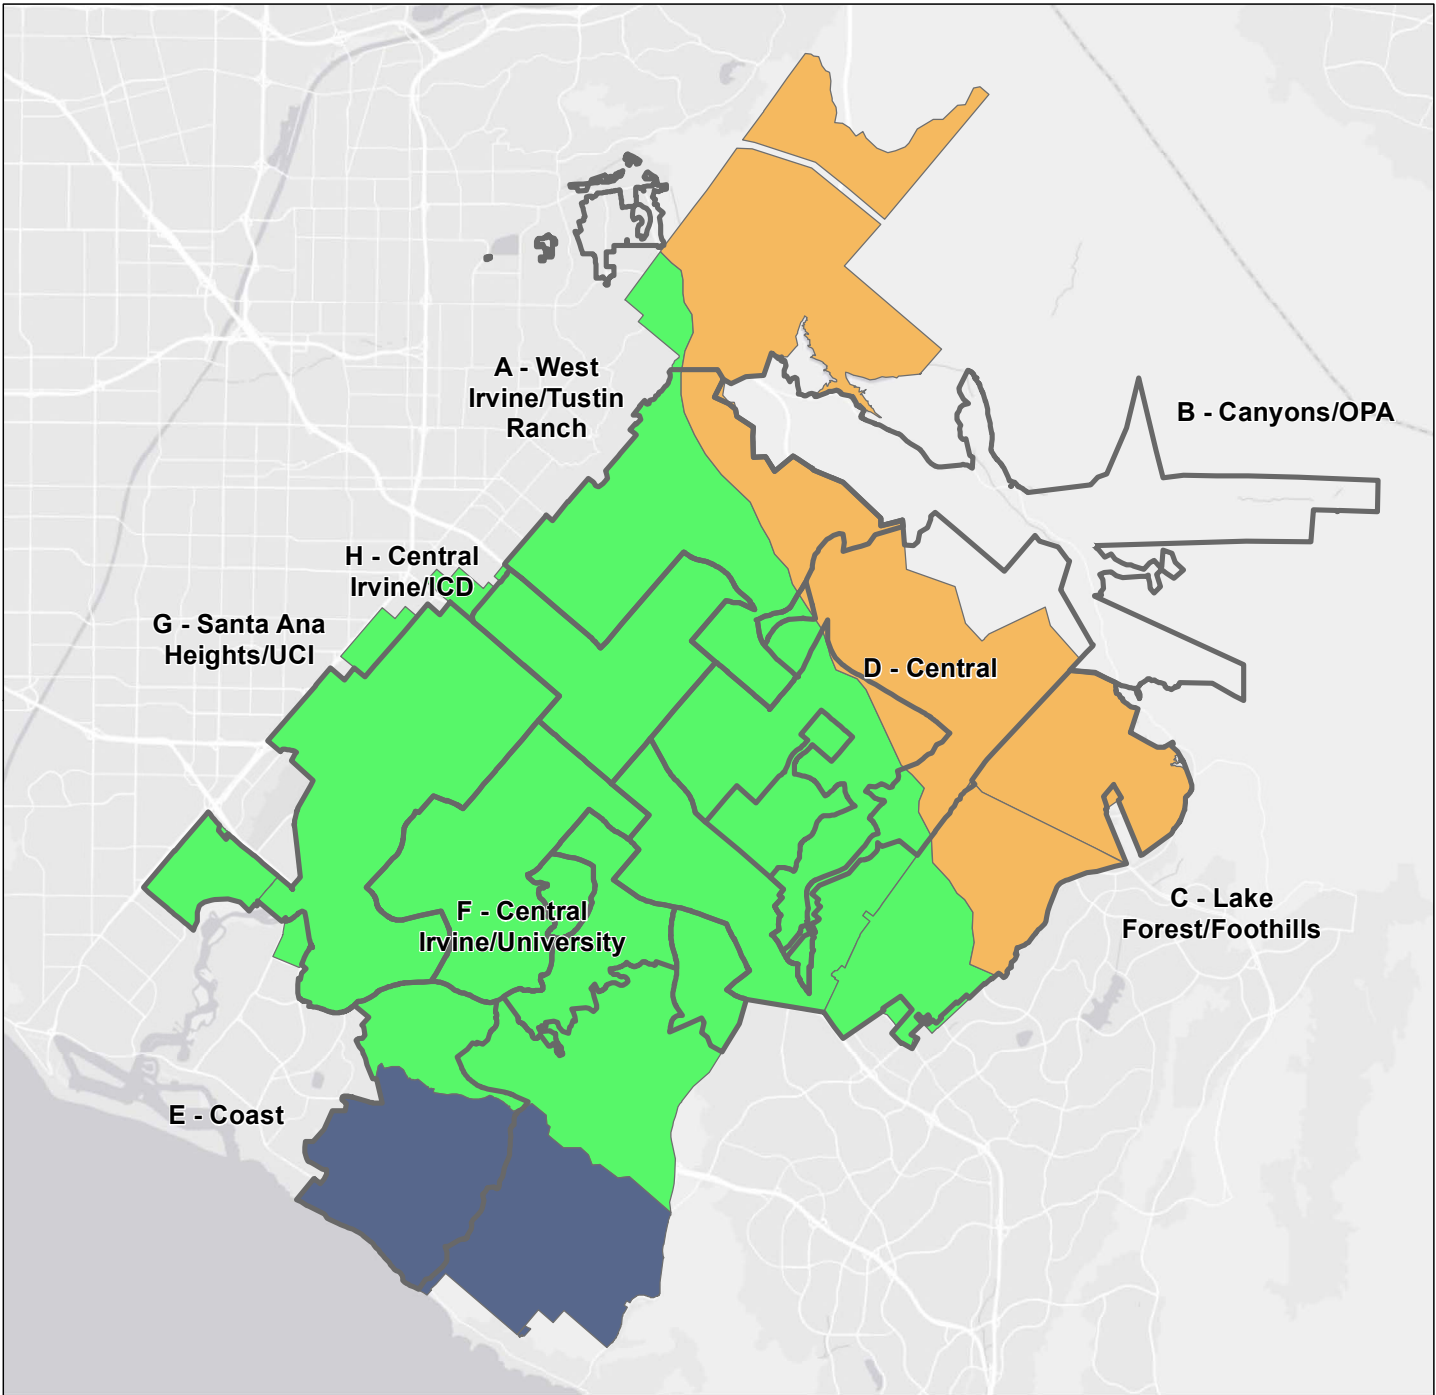 A - West
Irvine/Tustin
Ranch
B - Canyons/OPA
H - Central
Irvine/ICD
G - Santa Ana
Heights/UCI
D - Central
F - Central
Irvine/University
C - Lake
Forest/Foothills
E - Coast